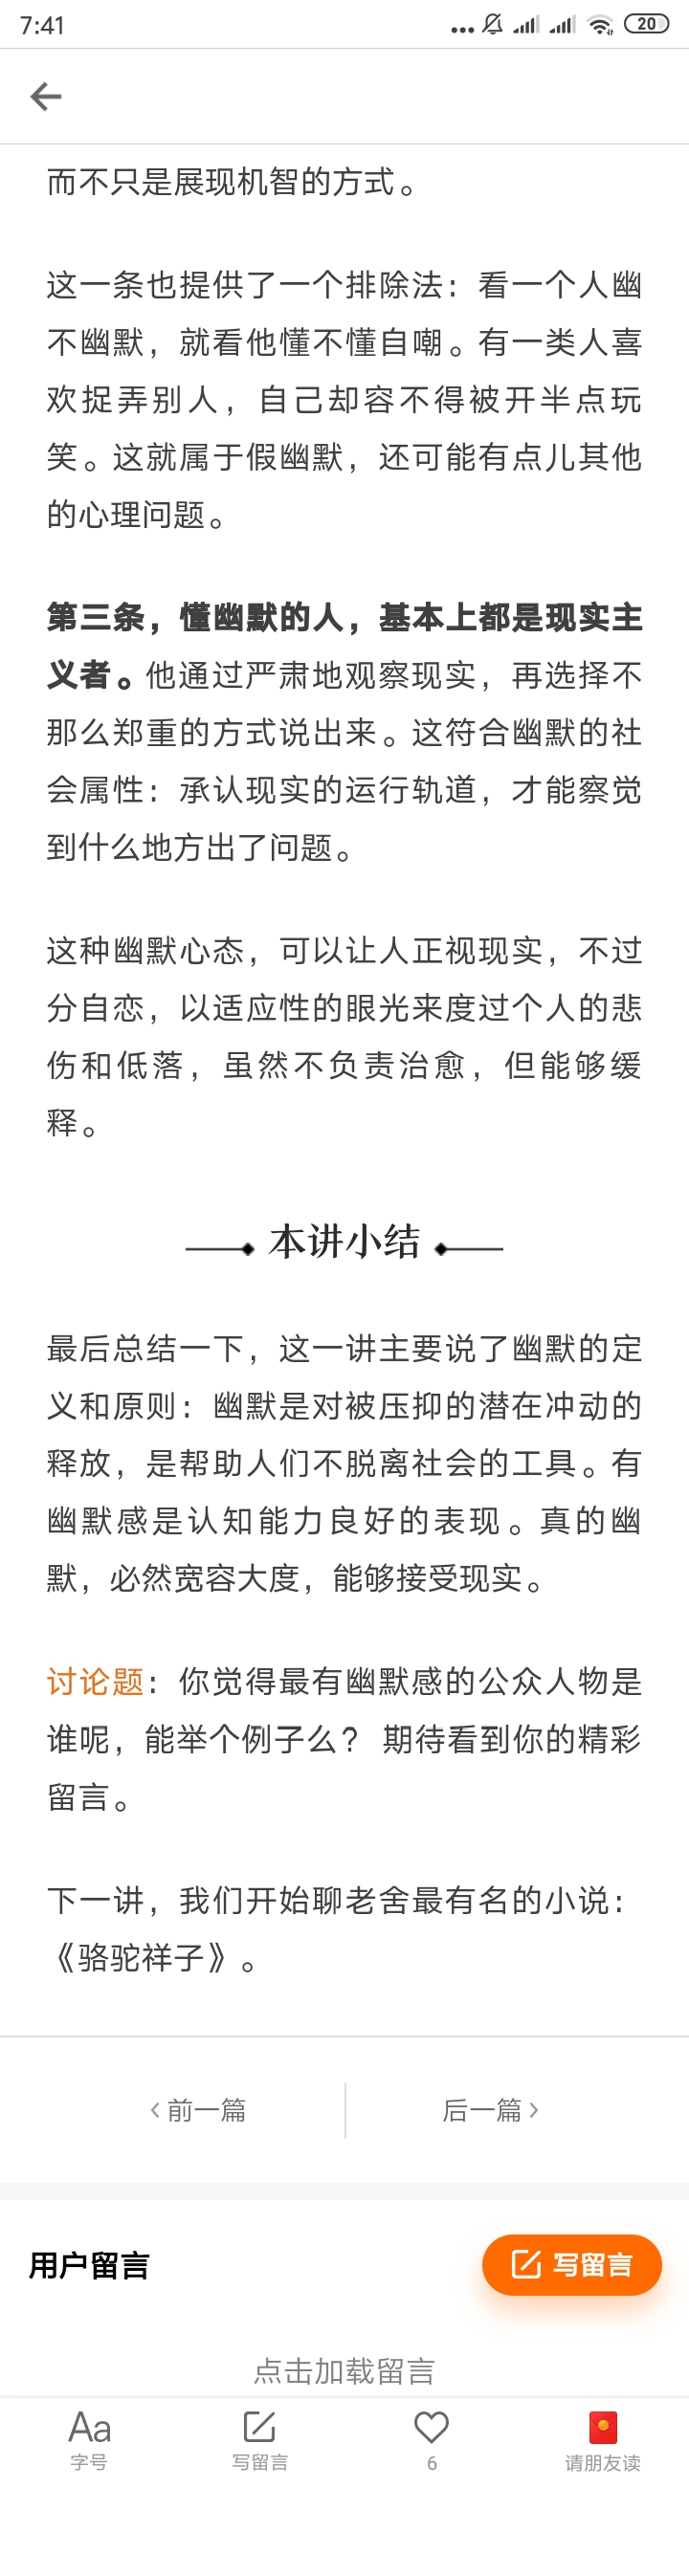 7:41
20
而不只是展现机智的方式。
这一条也提供了一个排除法：看一个人幽
不幽默，就看他懂不懂自嘲。有一类人喜
欢捉弄别人，自己却容不得被开半点玩
笑。这就属于假幽默，还可能有点儿其他
的心理问题。
第三条，懂幽默的人，基本上都是现实主
义者。他通过严肃地观察现实，再选择不
那么郑重的方式说出来。这符合幽默的社
会属性：承认现实的运行轨道，才能察觉
到什么地方出了问题。
这种幽默心态，可以让人正视现实，不过
分自恋，以适应性的眼光来度过个人的悲
伤和低落，虽然不负责治愈，但能够缓
释。
本讲小结
最后总结一下，这一讲主要说了幽默的定
义和原则：幽默是对被压抑的潜在冲动的
释放，是帮助人们不脱离社会的工具。有
幽默感是认知能力良好的表现。真的幽
默，必然宽容大度，能够接受现实。
讨论题：你觉得最有幽默感的公众人物是
谁呢，能举个例子么？ 期待看到你的精彩
留言。
下一讲，我们开始聊老舍最有名的小说：
《骆驼祥子》。
前一篇 后一篇
用户留言 写留言
点击加载留言
Aa
字号 写留言 6 请朋友读